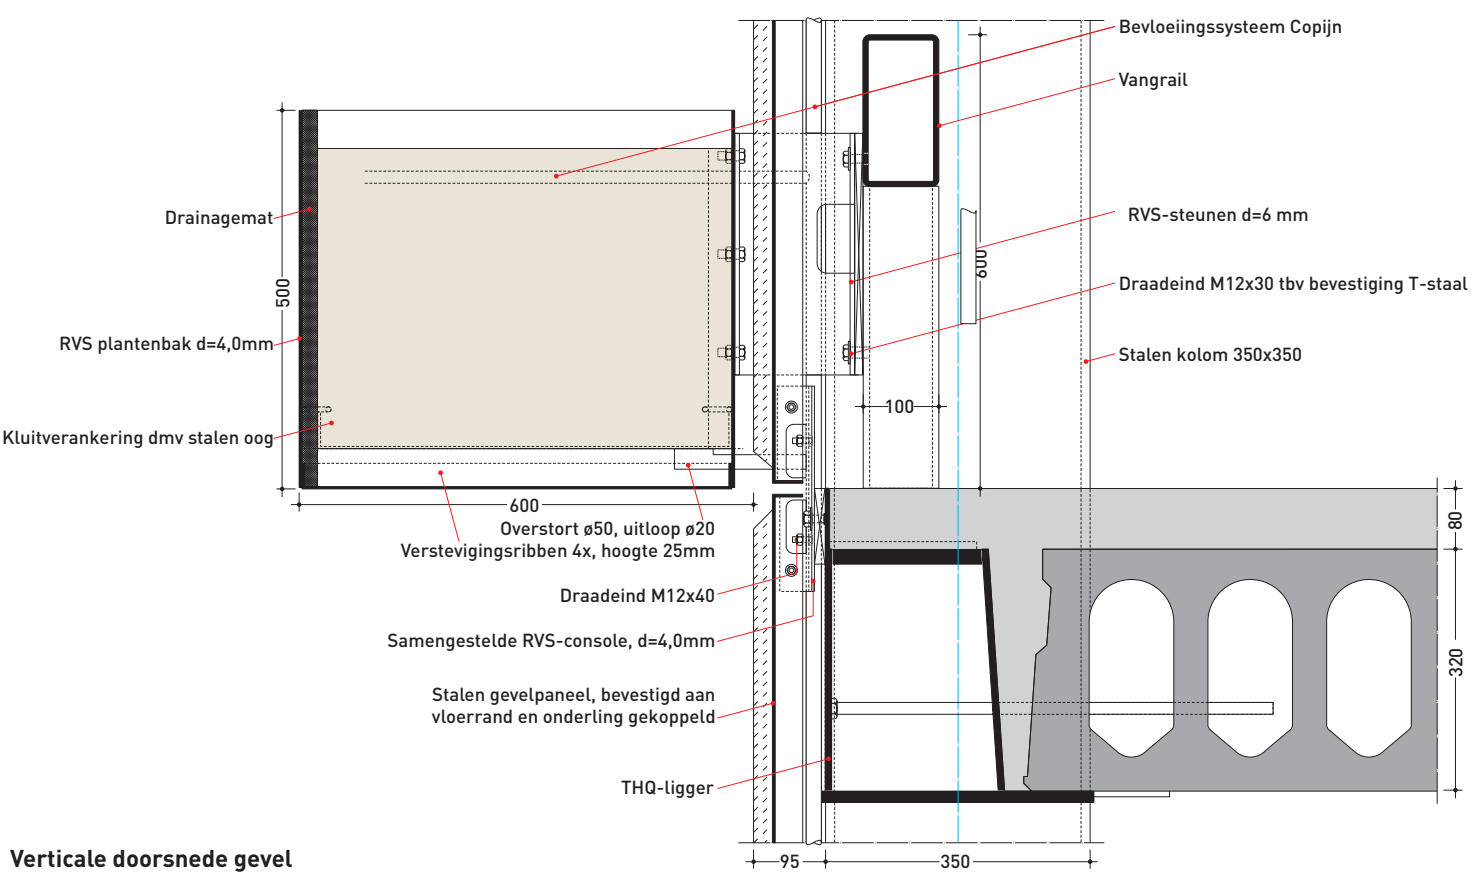 Bevloeiingssysteem Copijn
Vangrail
Drainagemat
RVS-steunen d=6 mm
600
500
Draadeind M12x30 tbv bevestiging T-staal
RVS plantenbak d=4,0mm
Stalen kolom 350x350
100
Kluitverankering dmv stalen oog
600
Overstort ø50, uitloop ø20
Verstevigingsribben 4x, hoogte 25mm
80
Draadeind M12x40
Samengestelde RVS-console, d=4,0mm
320
Stalen gevelpaneel, bevestigd aan
vloerrand en onderling gekoppeld
THQ-ligger
Verticale doorsnede gevel
95
350